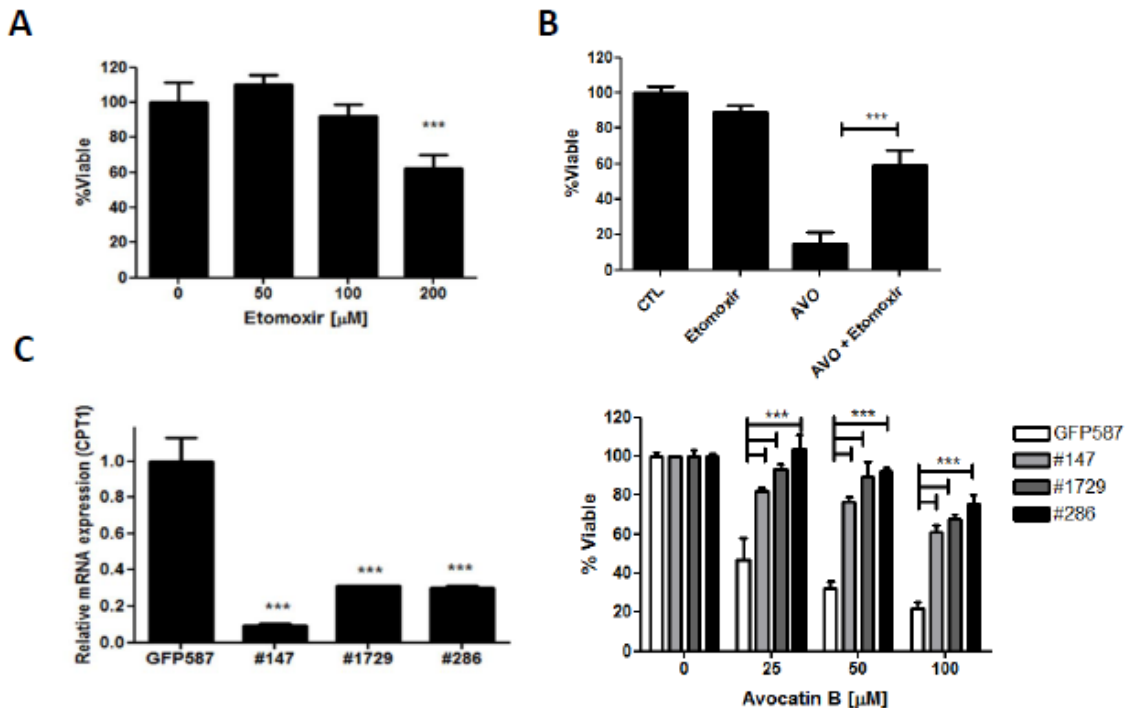 A
%Viable
120
100
80
60
40
20
0
***
0 50 100 200
Etomoxir [µM]
B
%Viable
120
100
80
60
40
20
0
***
CTL
Etomoxir
AVO
AVO + Etomoxir
C
Relative mRNA expression (CPT1)
1.0
0.8
0.6
0.4
0.2
0.0
*** *** ***
GFP587 #147 #1729 #286
% Viable
100
80
60
40
20
0
*** *** ***
0 25 50 100
Avocatin B [µM]
GFP587
#147
#1729
#286